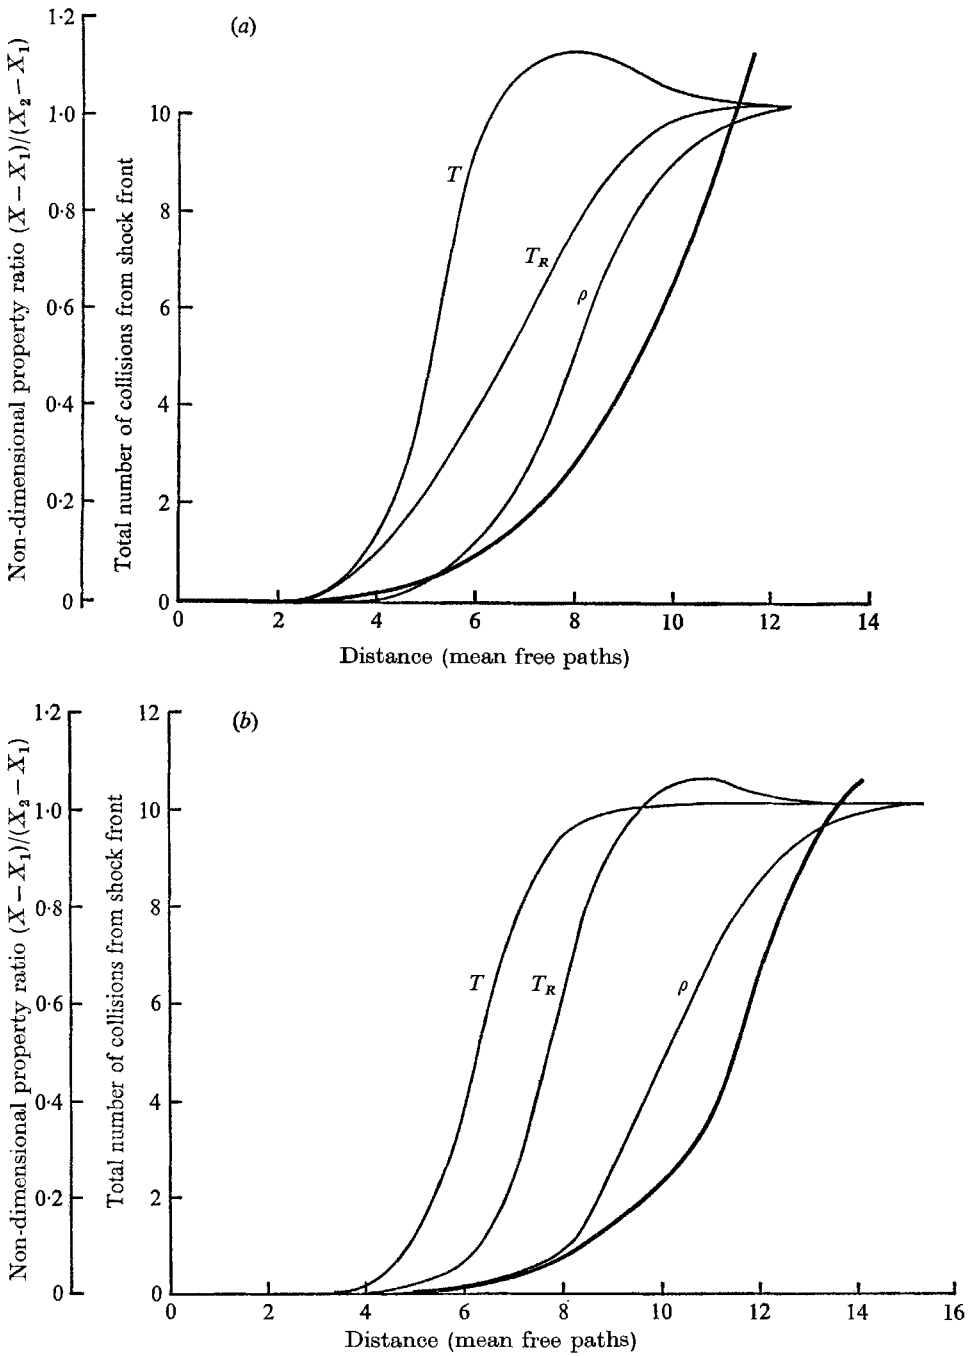 (a)
Non-dimensional property ratio (X − X₁)/(X₂ − X₁)
1·2
1·0
0·8
0·6
0·4
0·2
0
Total number of collisions from shock front
10
8
6
4
2
0
T
T_R
ρ
0 2 4 6 8 10 12 14
Distance (mean free paths)
(b)
Non-dimensional property ratio (X − X₁)/(X₂ − X₁)
1·2
1·0
0·8
0·6
0·4
0·2
0
Total number of collisions from shock front
12
10
8
6
4
2
0
T
T_R
ρ
0 2 4 6 8 10 12 14 16
Distance (mean free paths)